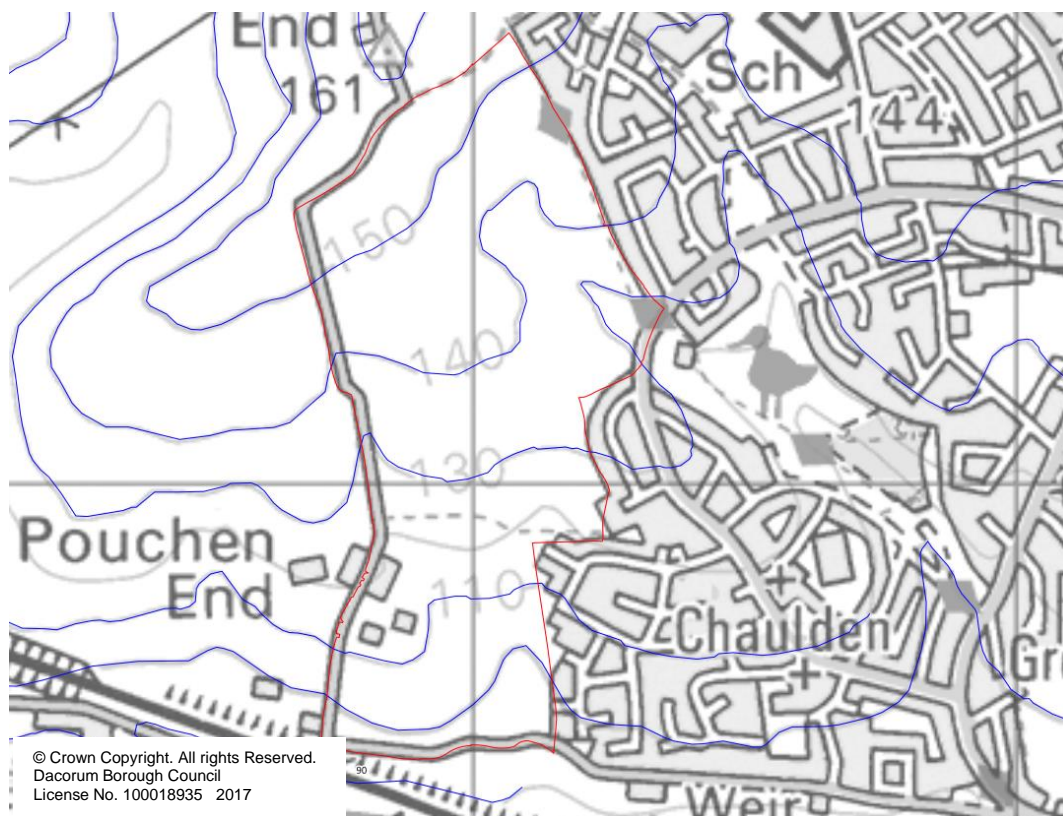 End
161
Sch
144
150
140
130
Pouchen
End
110
Chaulden
Gr
© Crown Copyright. All rights Reserved.
Dacorum Borough Council
License No. 100018935 2017
90
Weir